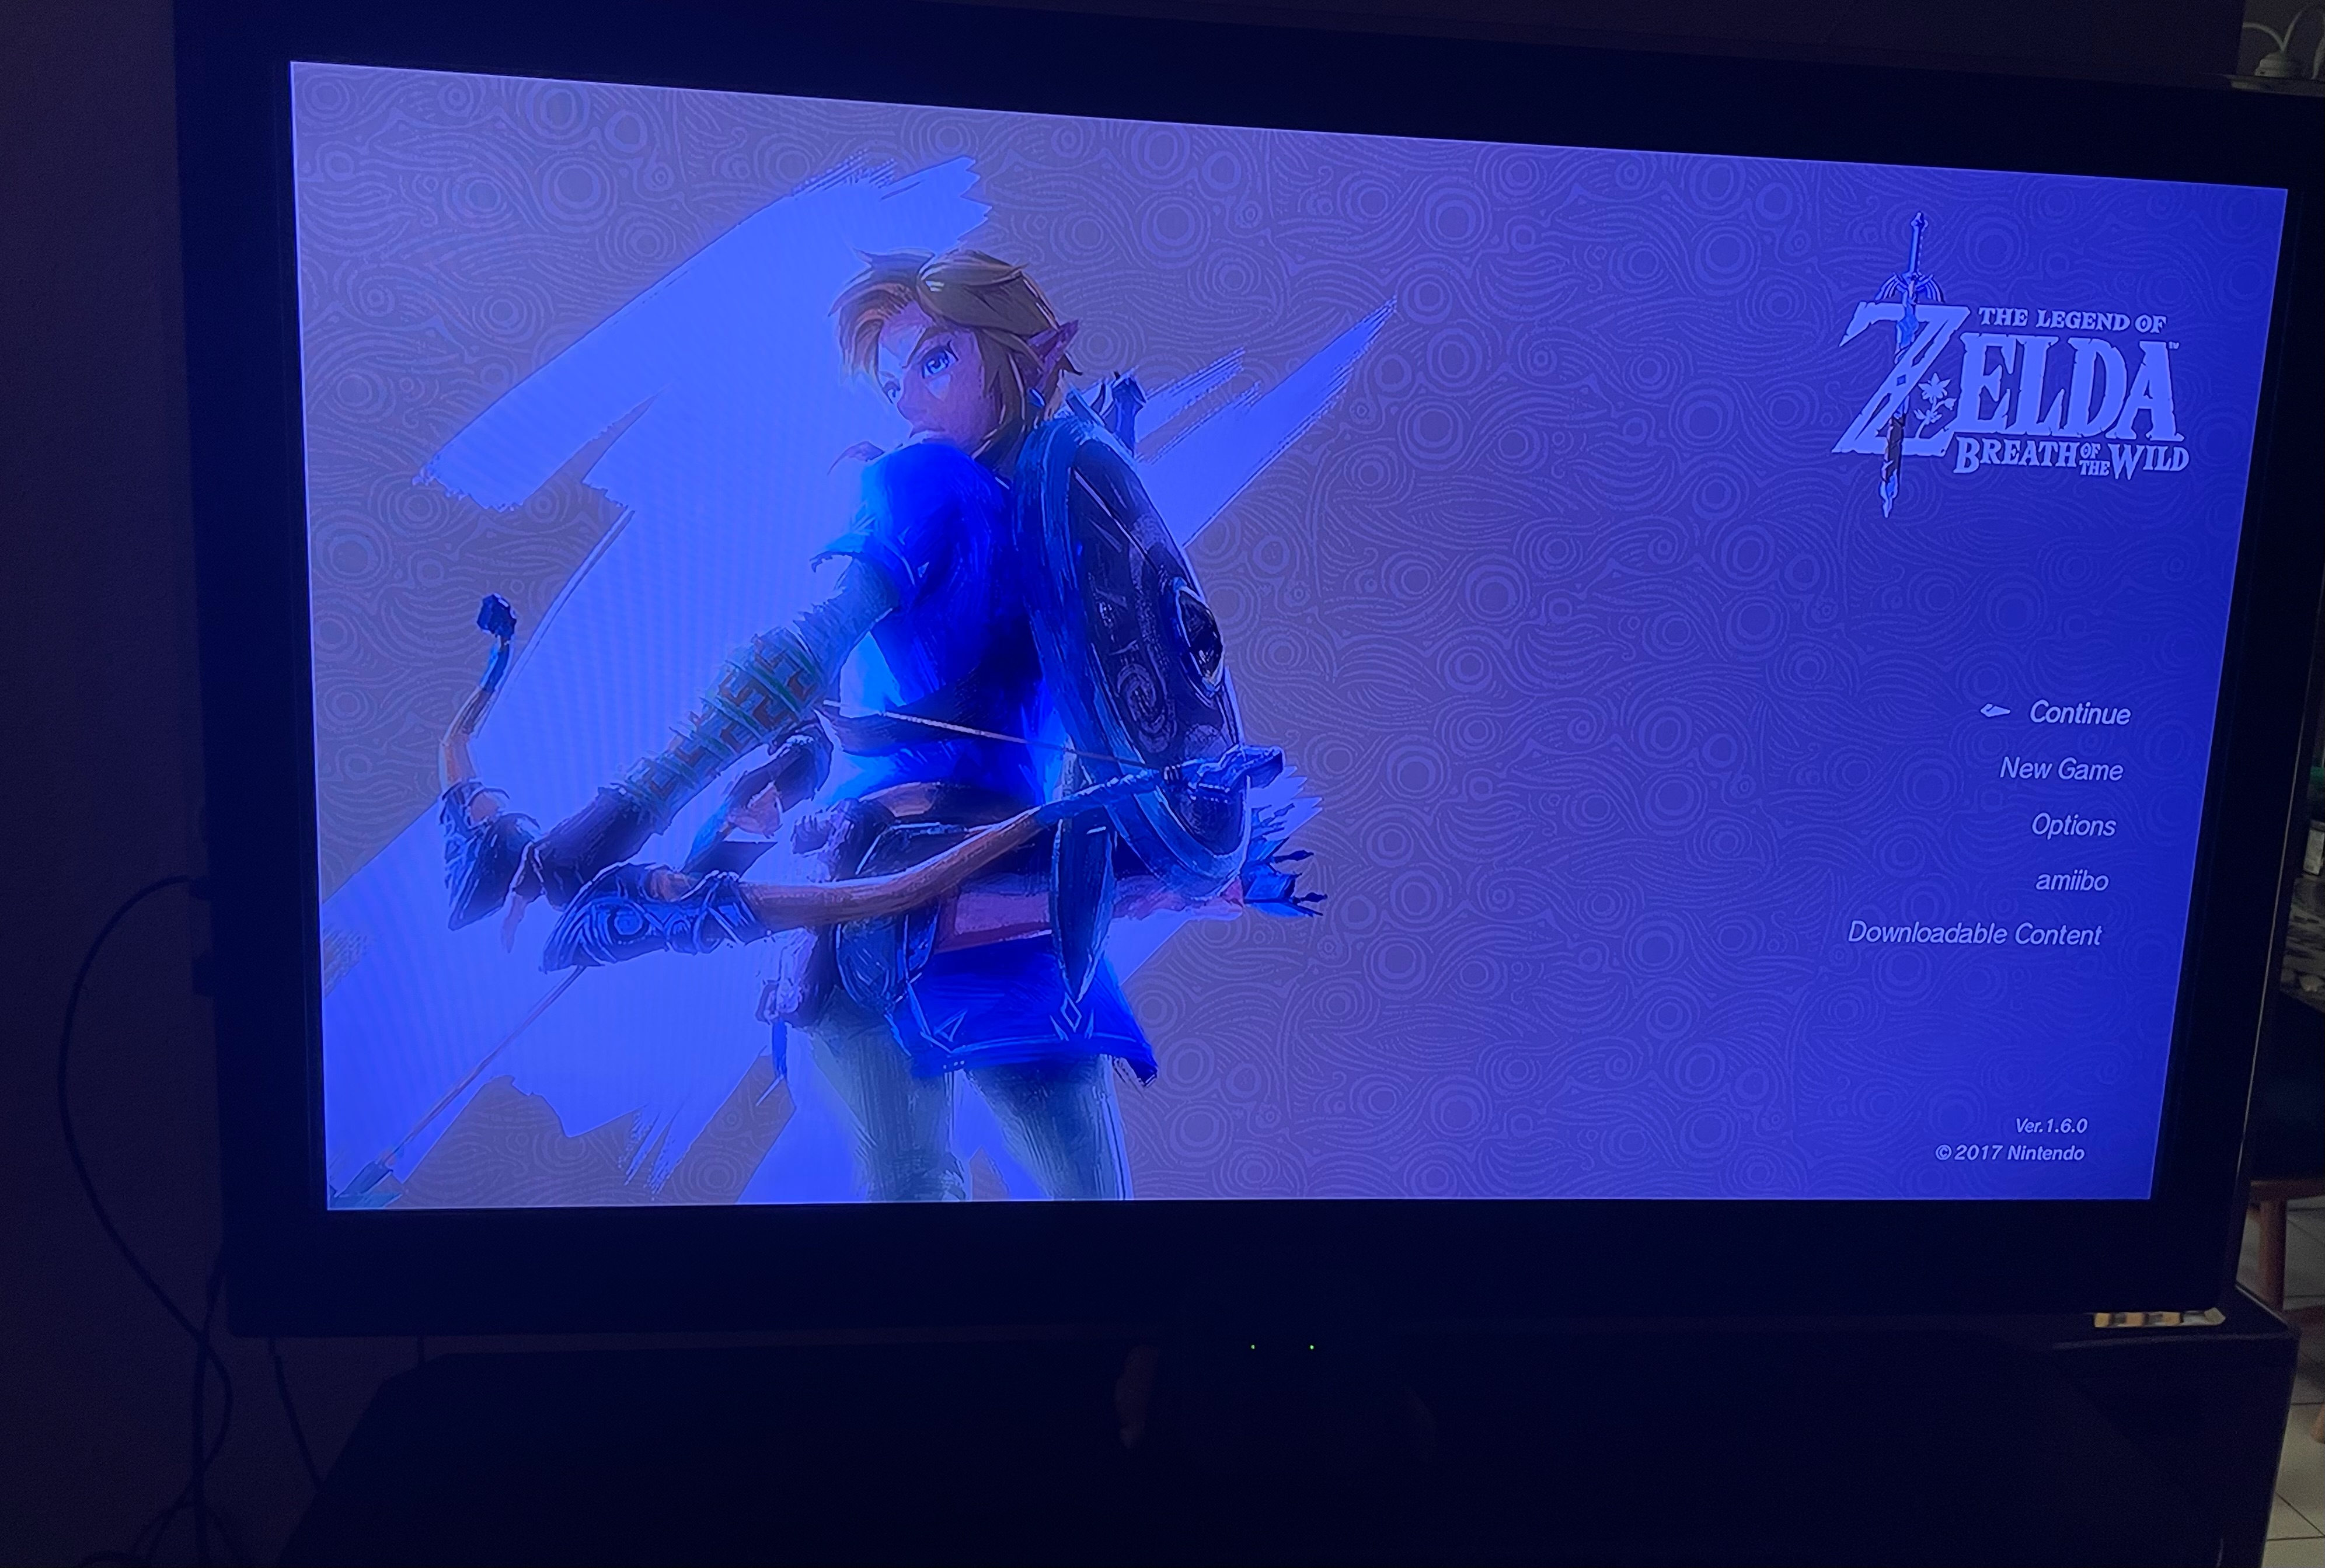 THE LEGEND OF
ZELDA™
BREATH OF THE WILD
Continue
New Game
Options
amiibo
Downloadable Content
Ver.1.6.0
© 2017 Nintendo